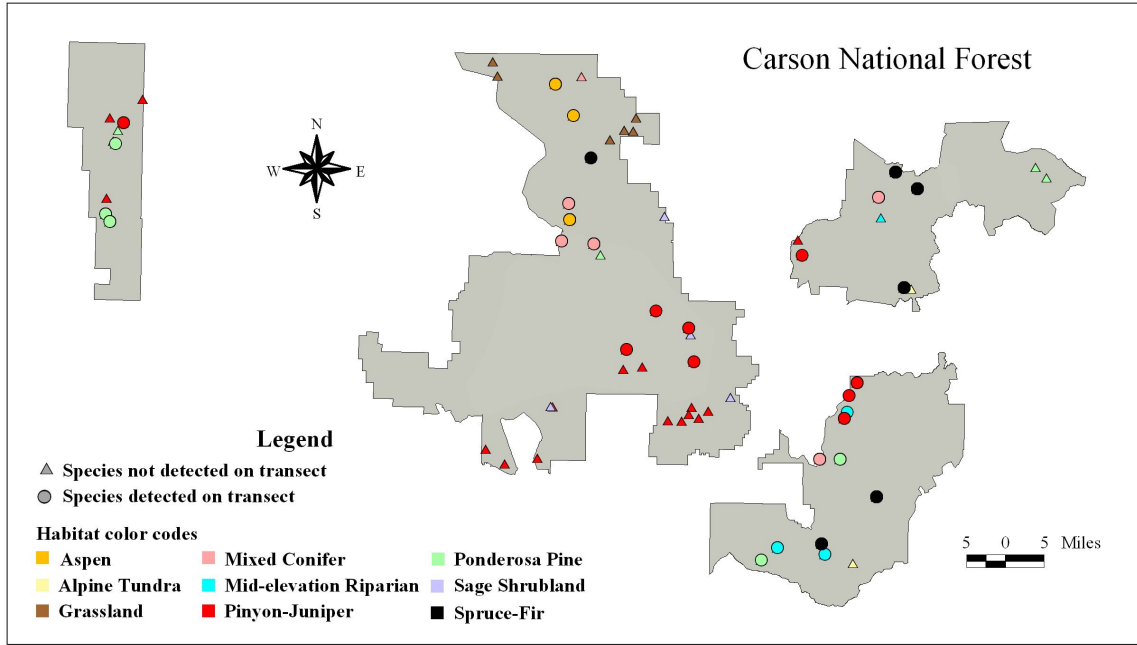 Carson National Forest
N
W E
S
Legend
Species not detected on transect
Species detected on transect
Habitat color codes
Aspen Mixed Conifer Ponderosa Pine
Alpine Tundra Mid-elevation Riparian Sage Shrubland
Grassland Pinyon-Juniper Spruce-Fir
5 0 5 Miles